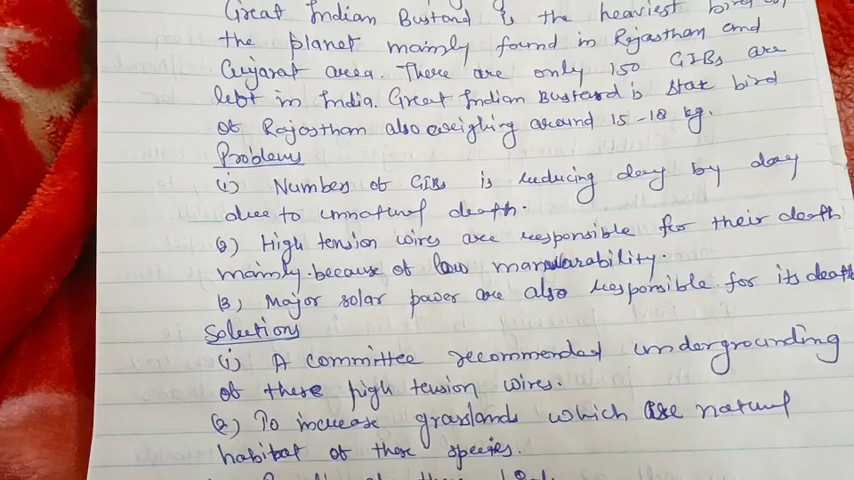 Great Indian Bustard is the heaviest bird of
the planet mainly found in Rajasthan and
Gujarat area. There are only 150 GIBs are
left in India. Great Indian Bustard is state bird
of Rajasthan also weighing around 15-18 kg.
Problems
(i) Number of GIBs is reducing day by day
due to unnatural death.
(2) High tension wires are responsible for their death
mainly because of low manuvarability.
(3) Major solar power are also responsible for its death
Solutions
(i) A committee recommended undergrounding
of these high tension wires.
(2) To increase grasslands which are natural
habitat of these species.